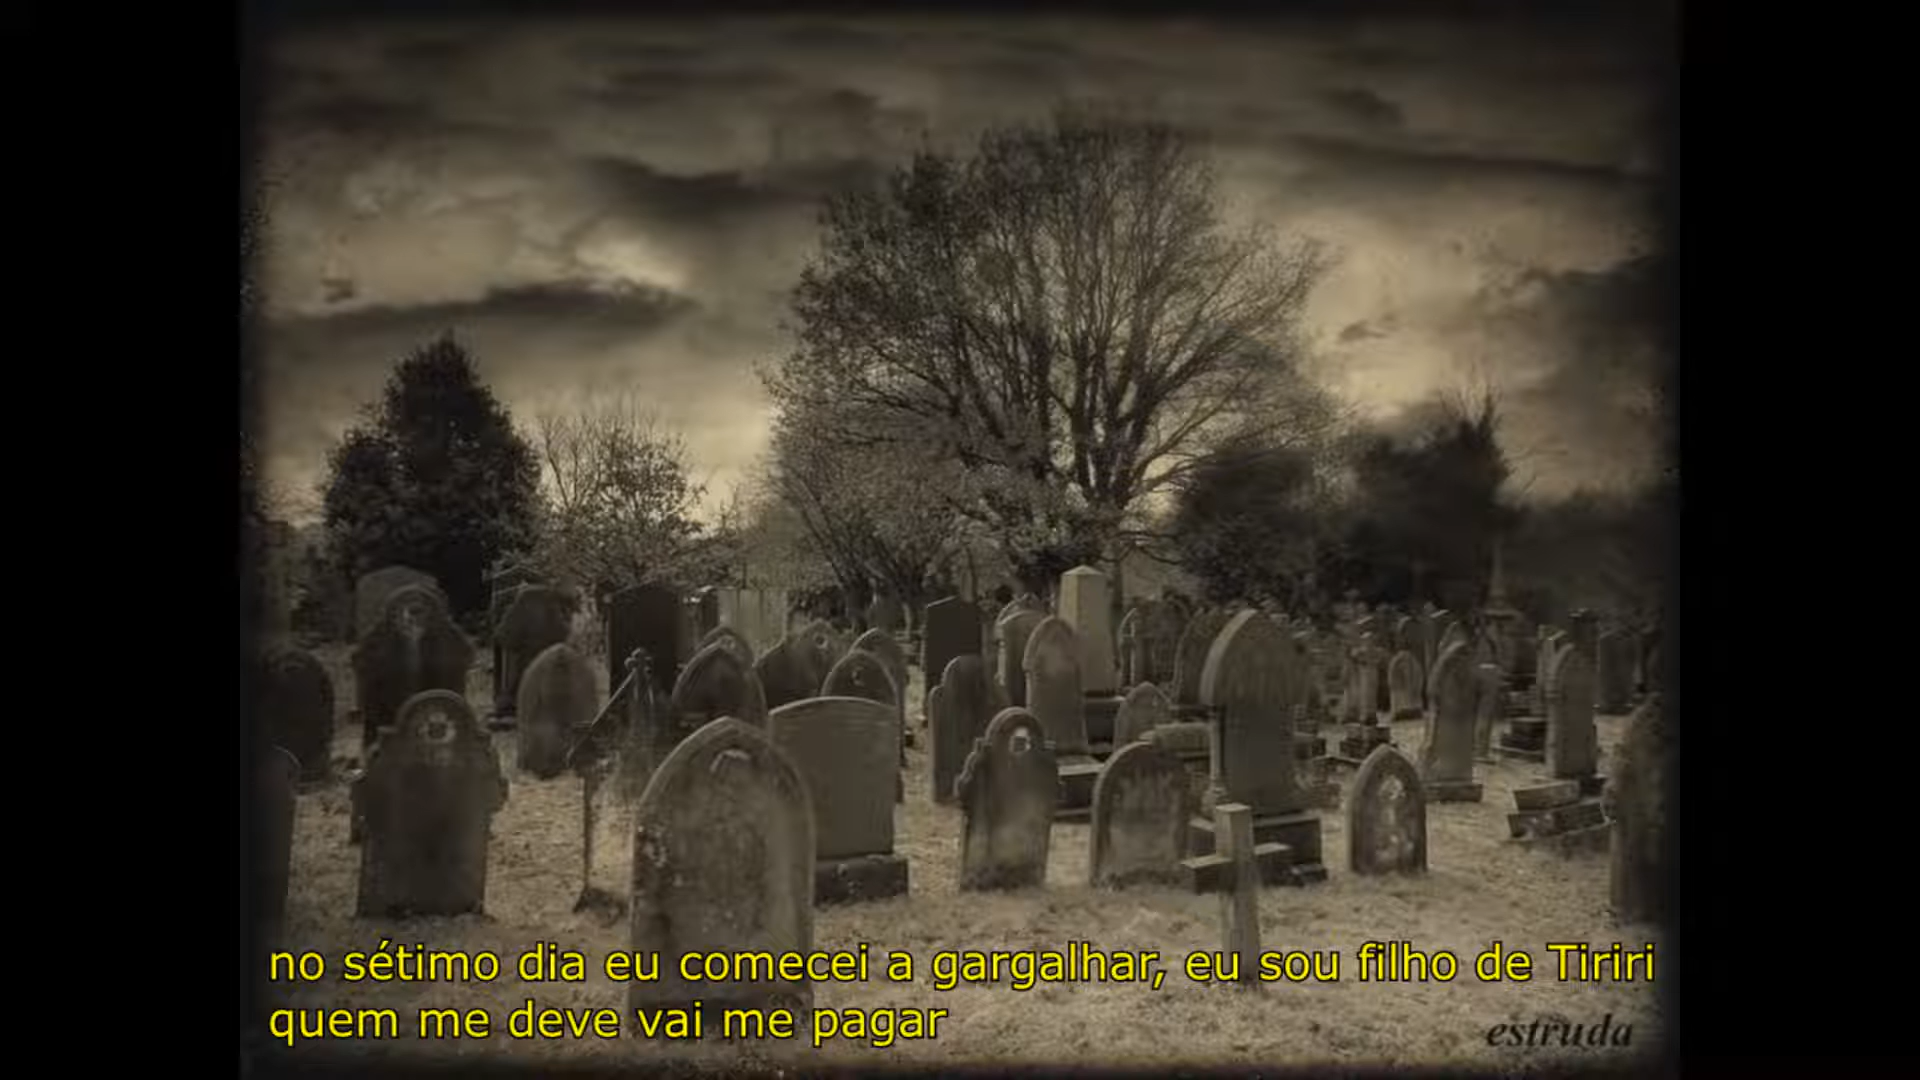 no sétimo dia eu comecei a gargalhar, eu sou filho de Tiriri
quem me deve vai me pagar
estruda